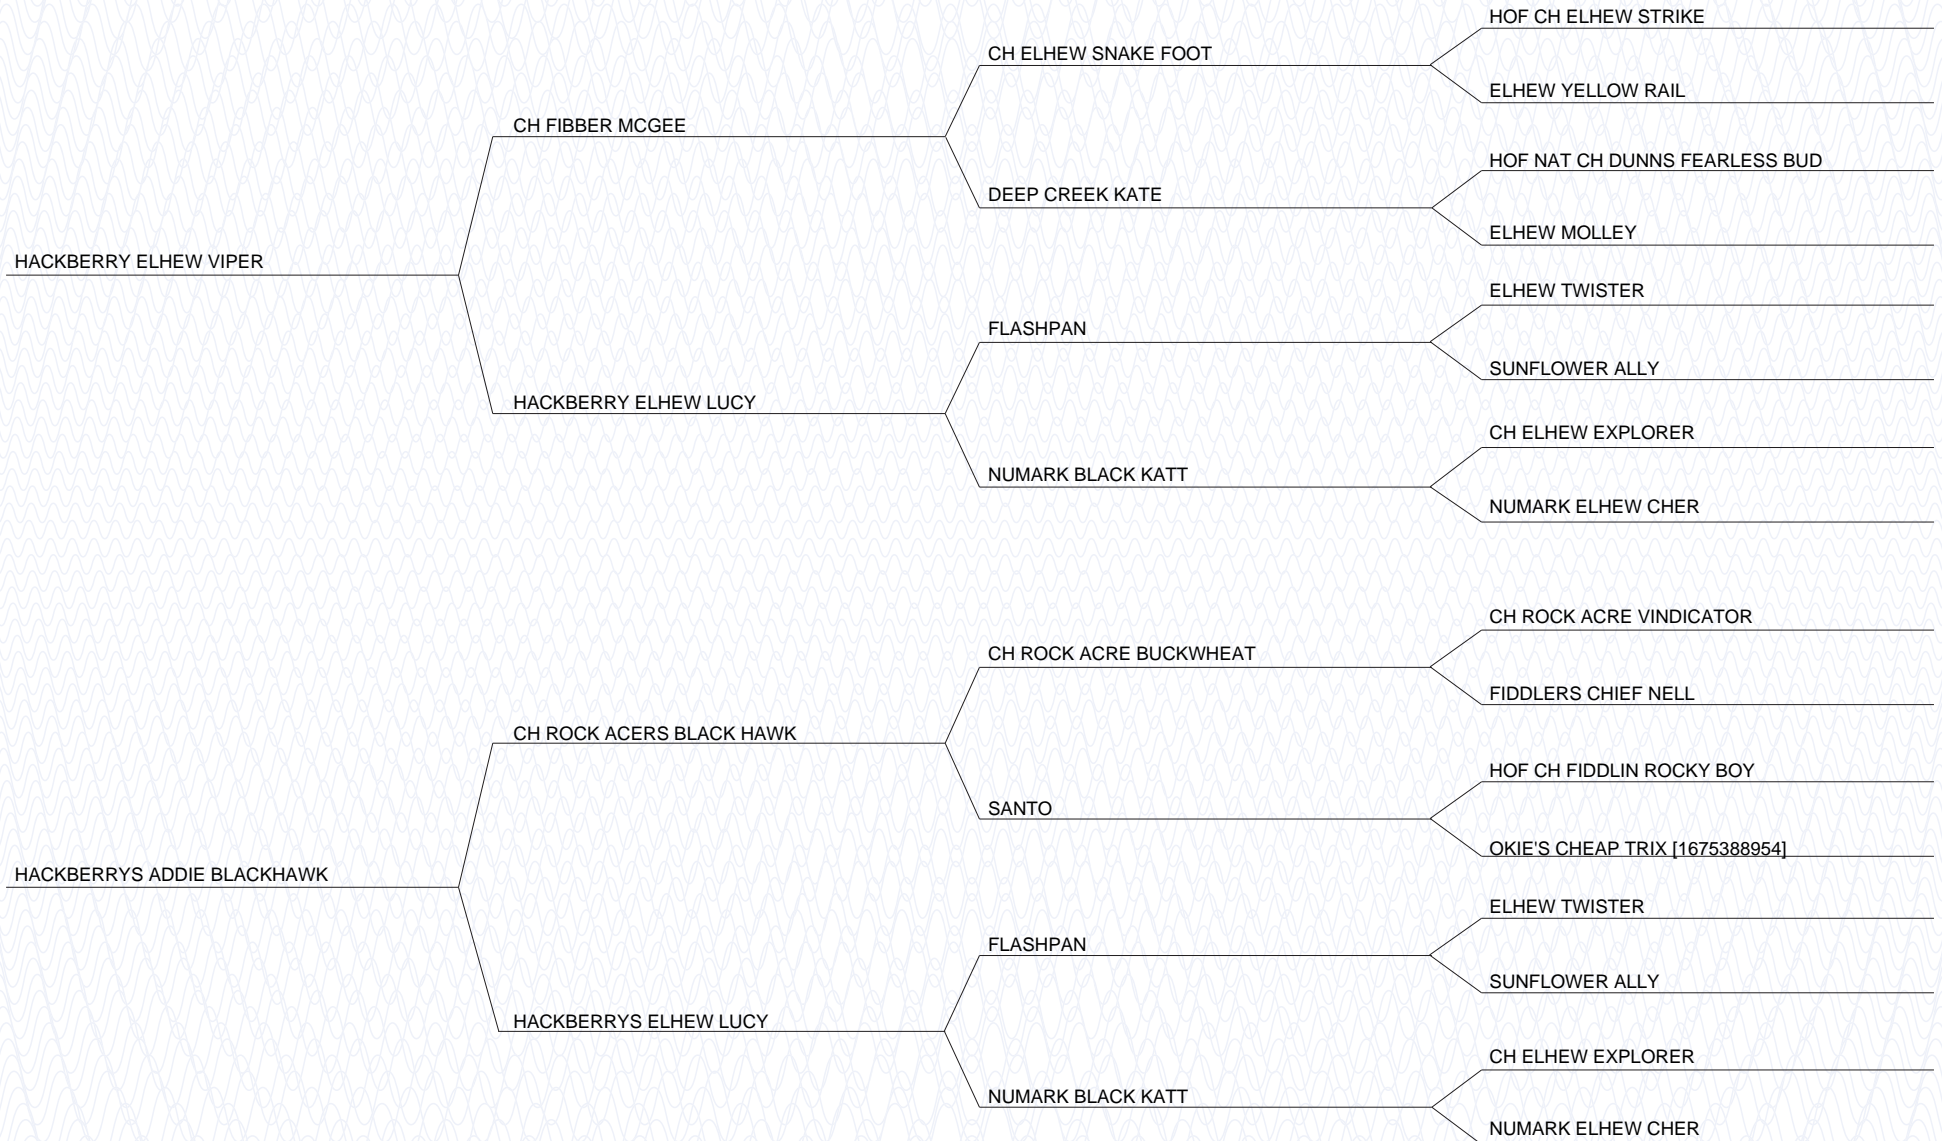 HOF CH ELHEW STRIKE
CH ELHEW SNAKE FOOT
ELHEW YELLOW RAIL
CH FIBBER MCGEE
HOF NAT CH DUNNS FEARLESS BUD
DEEP CREEK KATE
ELHEW MOLLEY
HACKBERRY ELHEW VIPER
ELHEW TWISTER
FLASHPAN
SUNFLOWER ALLY
HACKBERRY ELHEW LUCY
CH ELHEW EXPLORER
NUMARK BLACK KATT
NUMARK ELHEW CHER
CH ROCK ACRE VINDICATOR
CH ROCK ACRE BUCKWHEAT
FIDDLERS CHIEF NELL
CH ROCK ACERS BLACK HAWK
HOF CH FIDDLIN ROCKY BOY
SANTO
OKIE'S CHEAP TRIX [1675388954]
HACKBERRYS ADDIE BLACKHAWK
ELHEW TWISTER
FLASHPAN
SUNFLOWER ALLY
HACKBERRYS ELHEW LUCY
CH ELHEW EXPLORER
NUMARK BLACK KATT
NUMARK ELHEW CHER